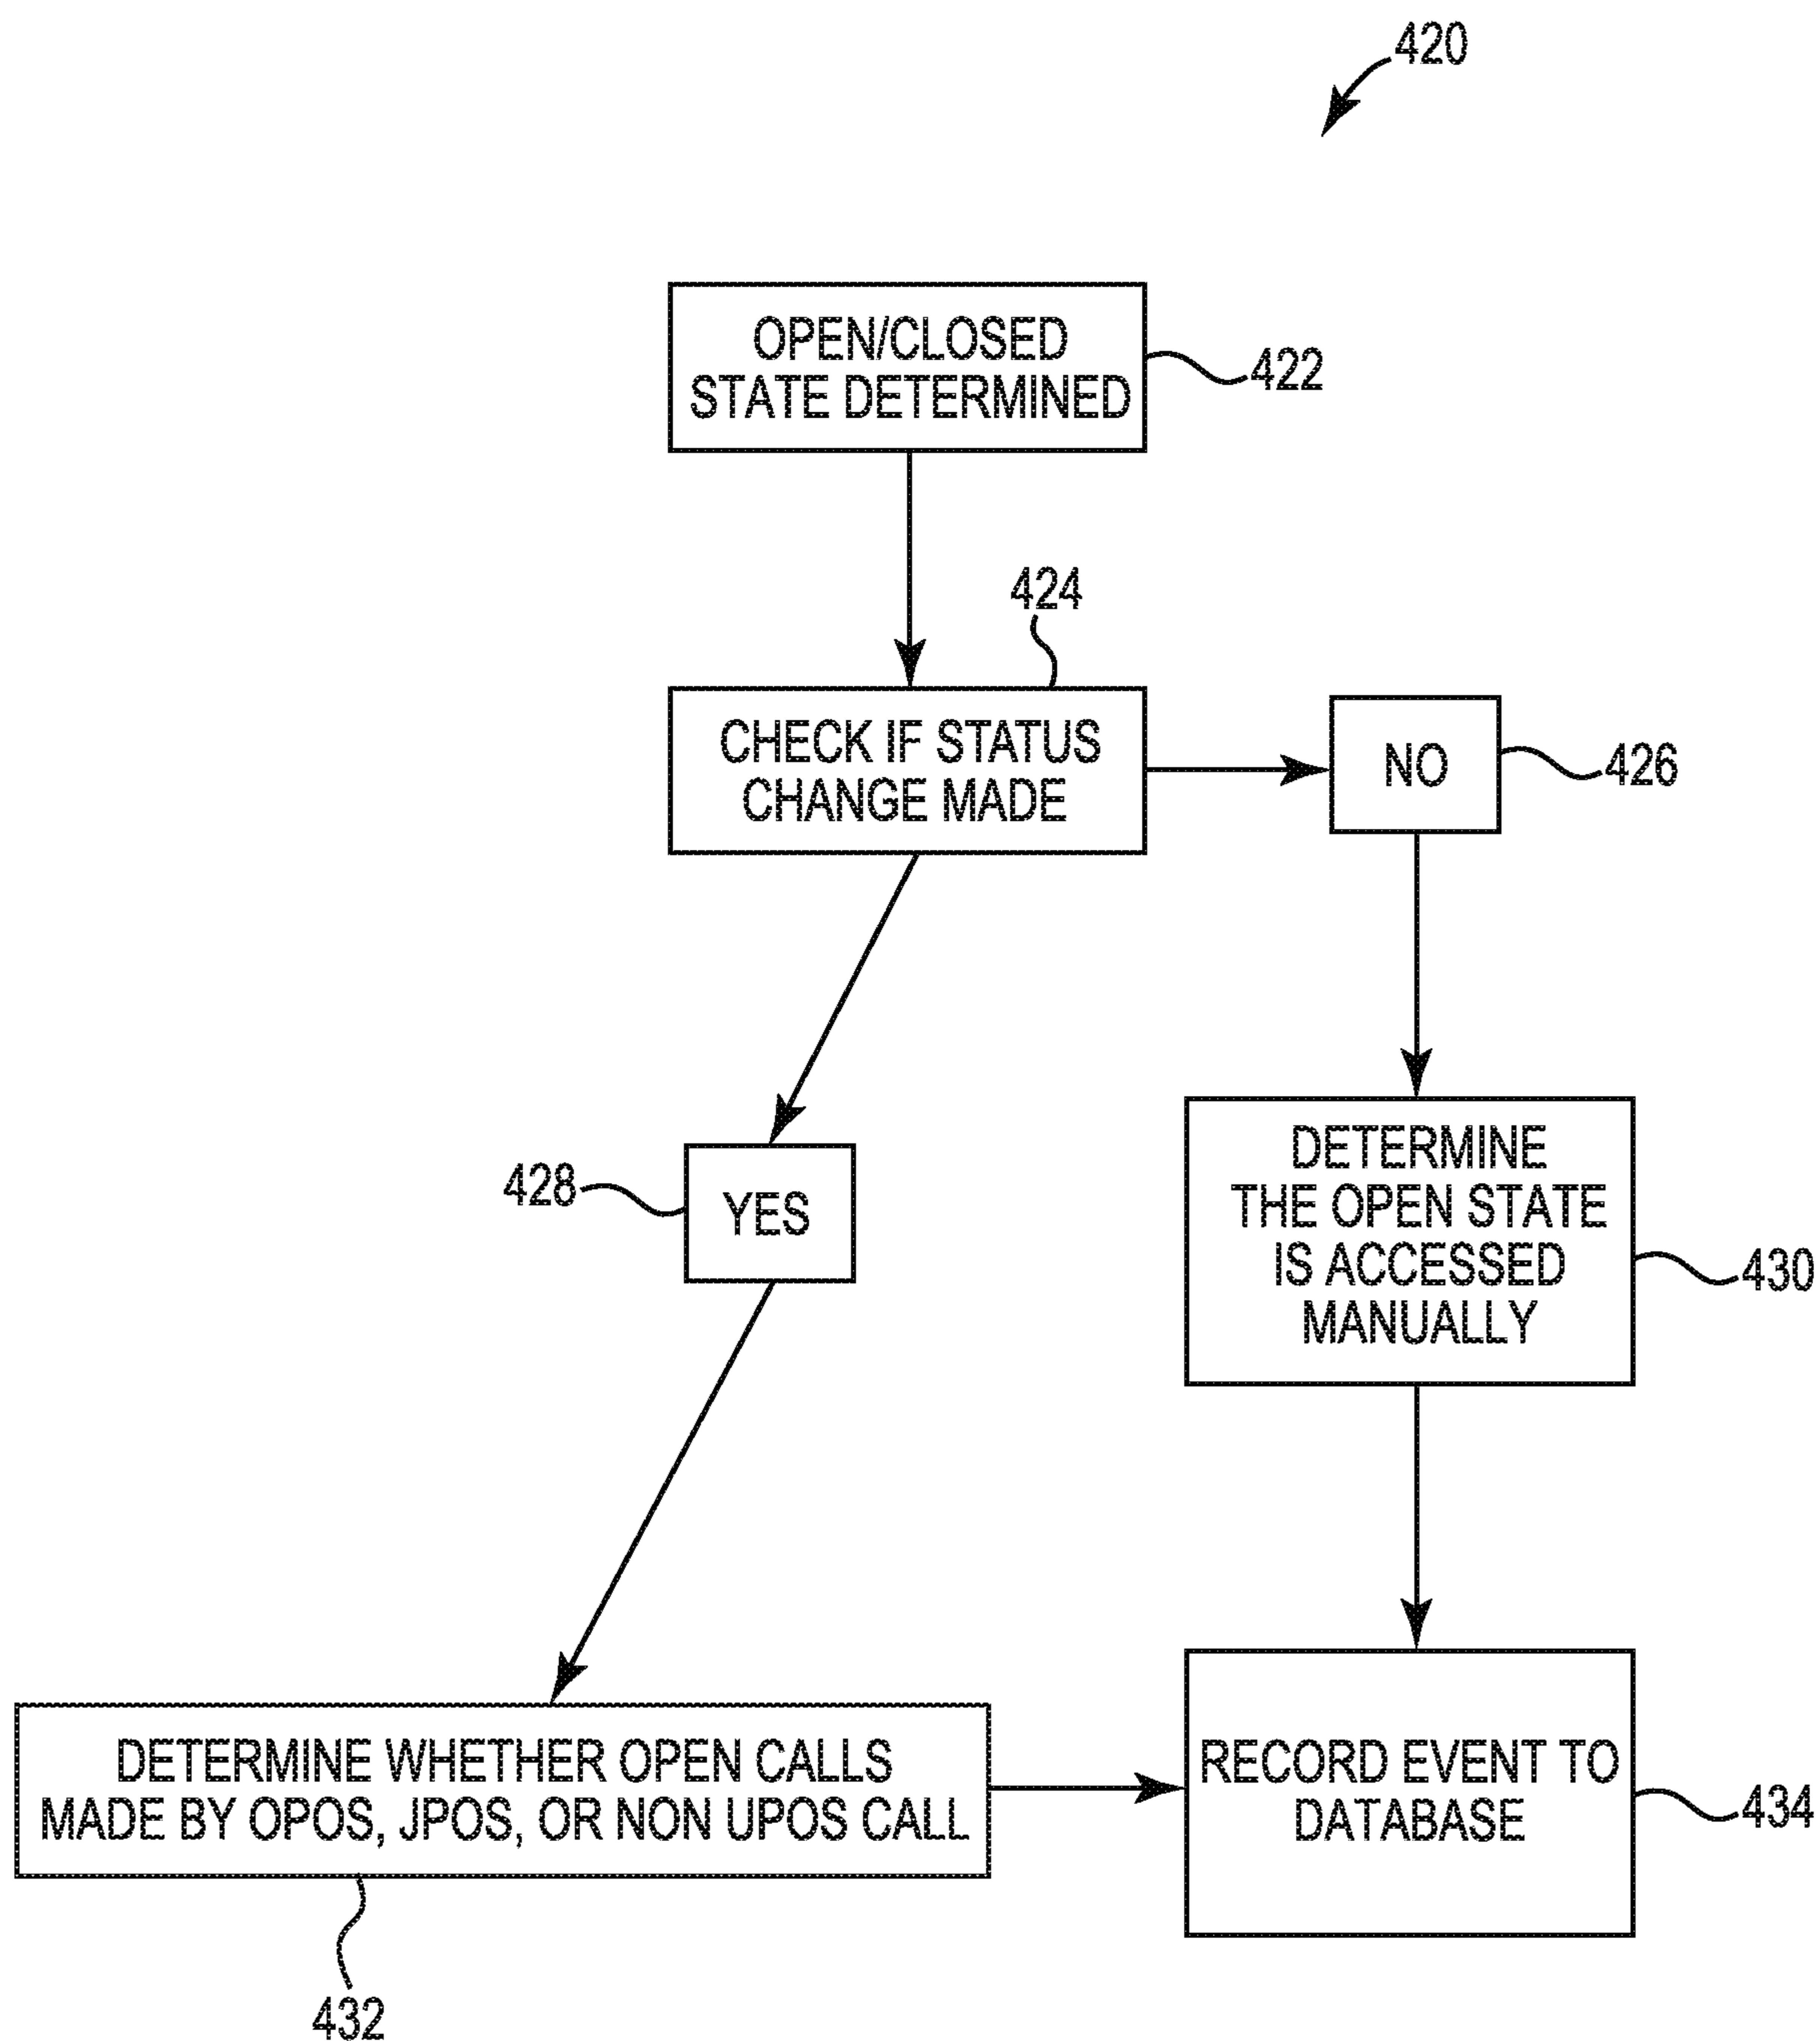 420
OPEN/CLOSED
STATE DETERMINED
422
424
CHECK IF STATUS
CHANGE MADE
NO
426
428
YES
DETERMINE
THE OPEN STATE
IS ACCESSED
MANUALLY
430
DETERMINE WHETHER OPEN CALLS
MADE BY OPOS, JPOS, OR NON UPOS CALL
432
RECORD EVENT TO
DATABASE
434